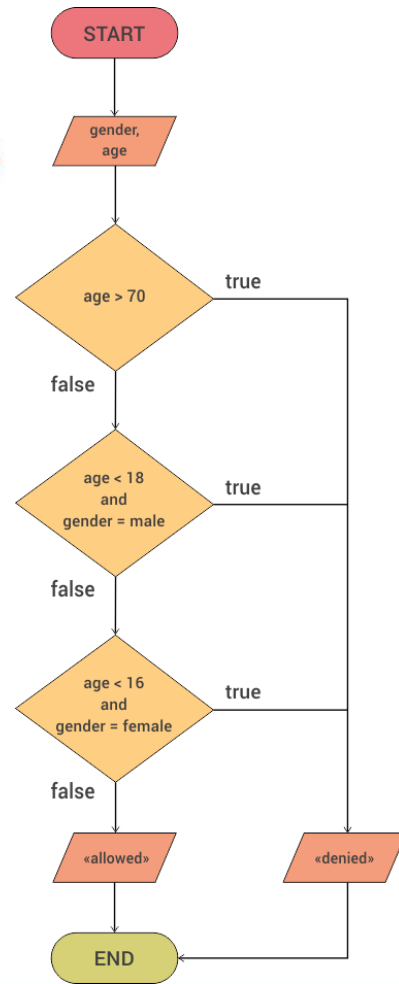 START
gender,
age
age > 70
true
false
age < 18
and
gender = male
true
false
age < 16
and
gender = female
true
false
«allowed»
«denied»
END